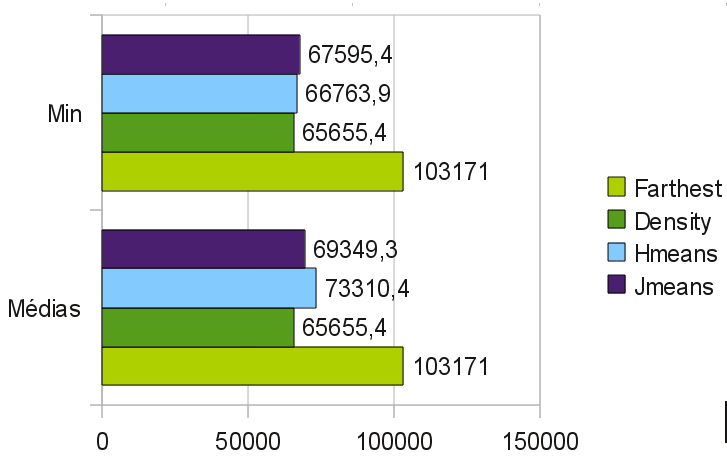 67595,4
Min
66763,9
65655,4
103171
Farthest
Density
Hmeans
Jmeans
69349,3
Médias
73310,4
65655,4
103171
0 50000 100000 150000